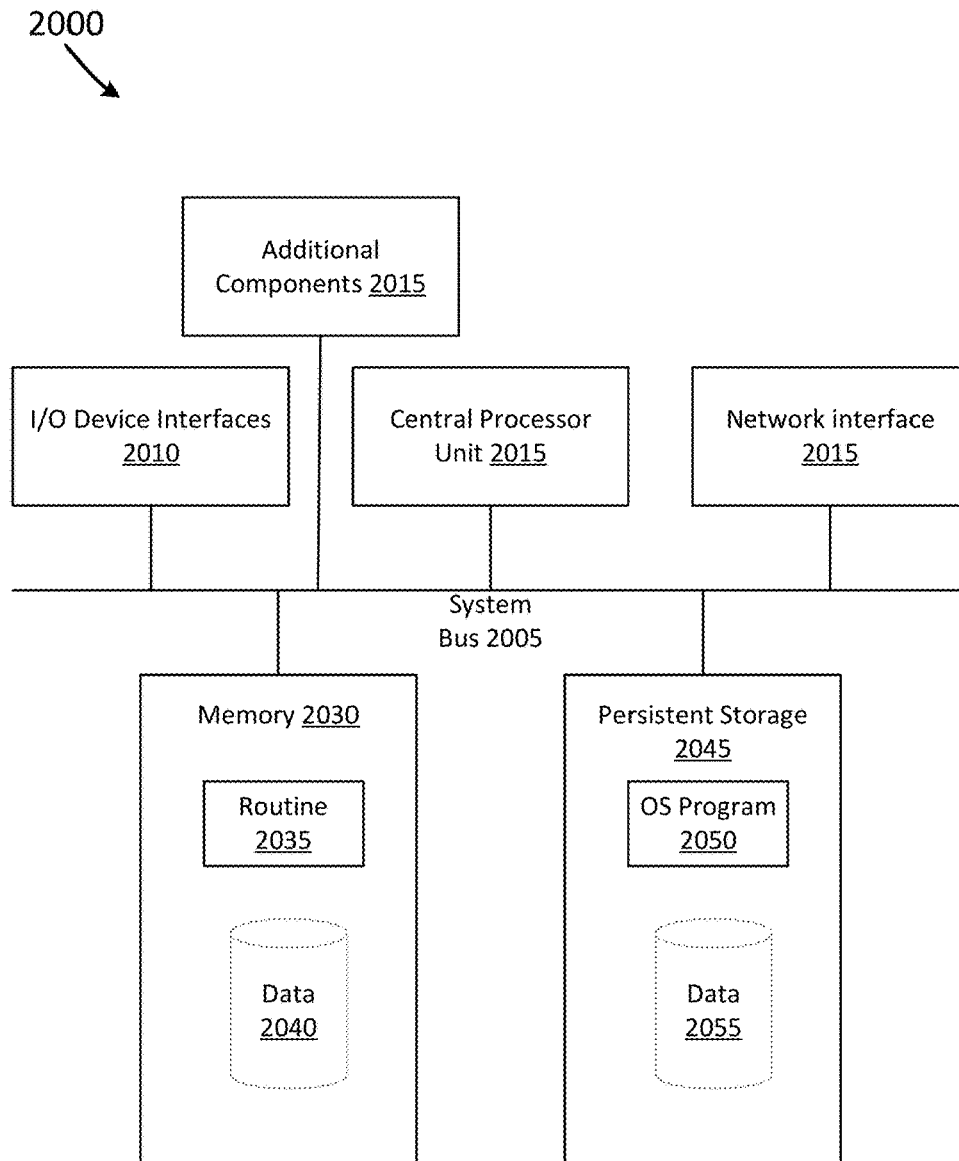 2000
Additional
Components 2015
I/O Device Interfaces
2010
Central Processor
Unit 2015
Network interface
2015
System
Bus 2005
Memory 2030
Persistent Storage
2045
Routine
2035
OS Program
2050
Data
2040
Data
2055